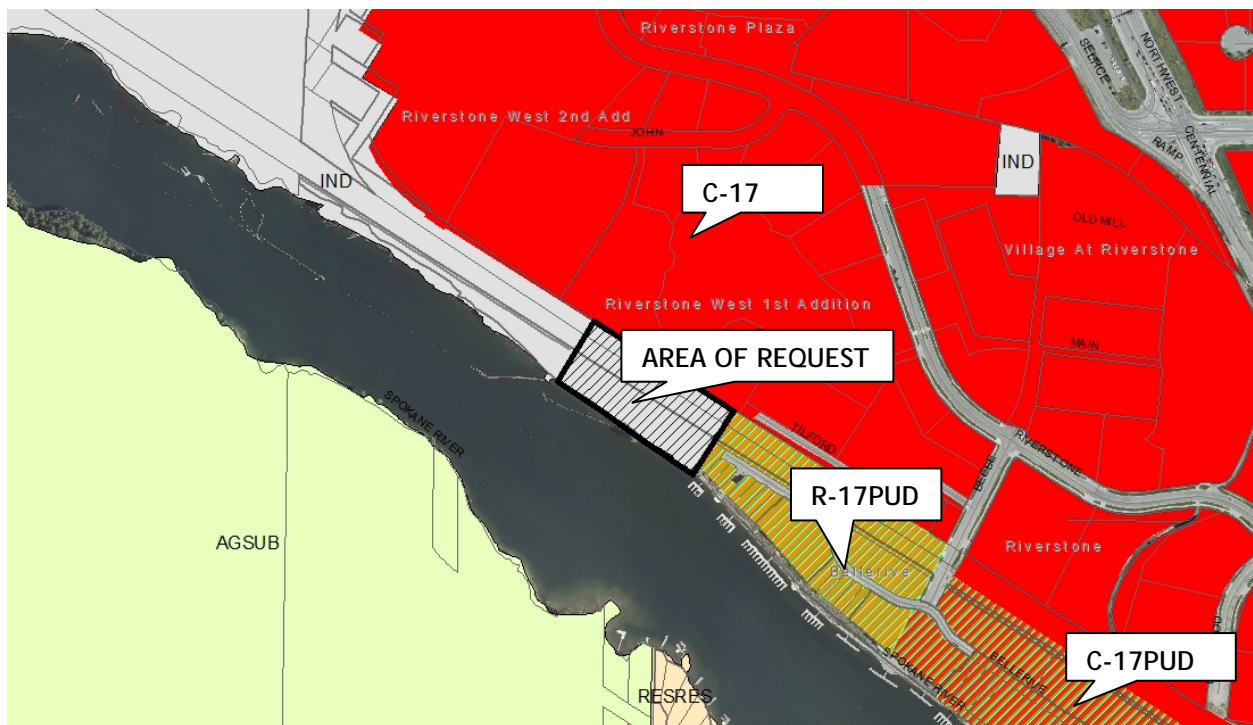 Riverstone Plaza
SELTICE
NORTHWEST
Riverstone West 2nd Add
JOHN
RAMP
CENTENNIAL
IND
IND
C-17
OLD MILL
Village At Riverstone
Riverstone West 1st Addition
MAIN
AREA OF REQUEST
SPOKANE RIVER
TILFORD
RIVERSTONE
BEEBE
R-17PUD
AGSUB
Riverstone
Bellerive
SPOKANE RIVER
BELLERIVE
C-17PUD
RESRES